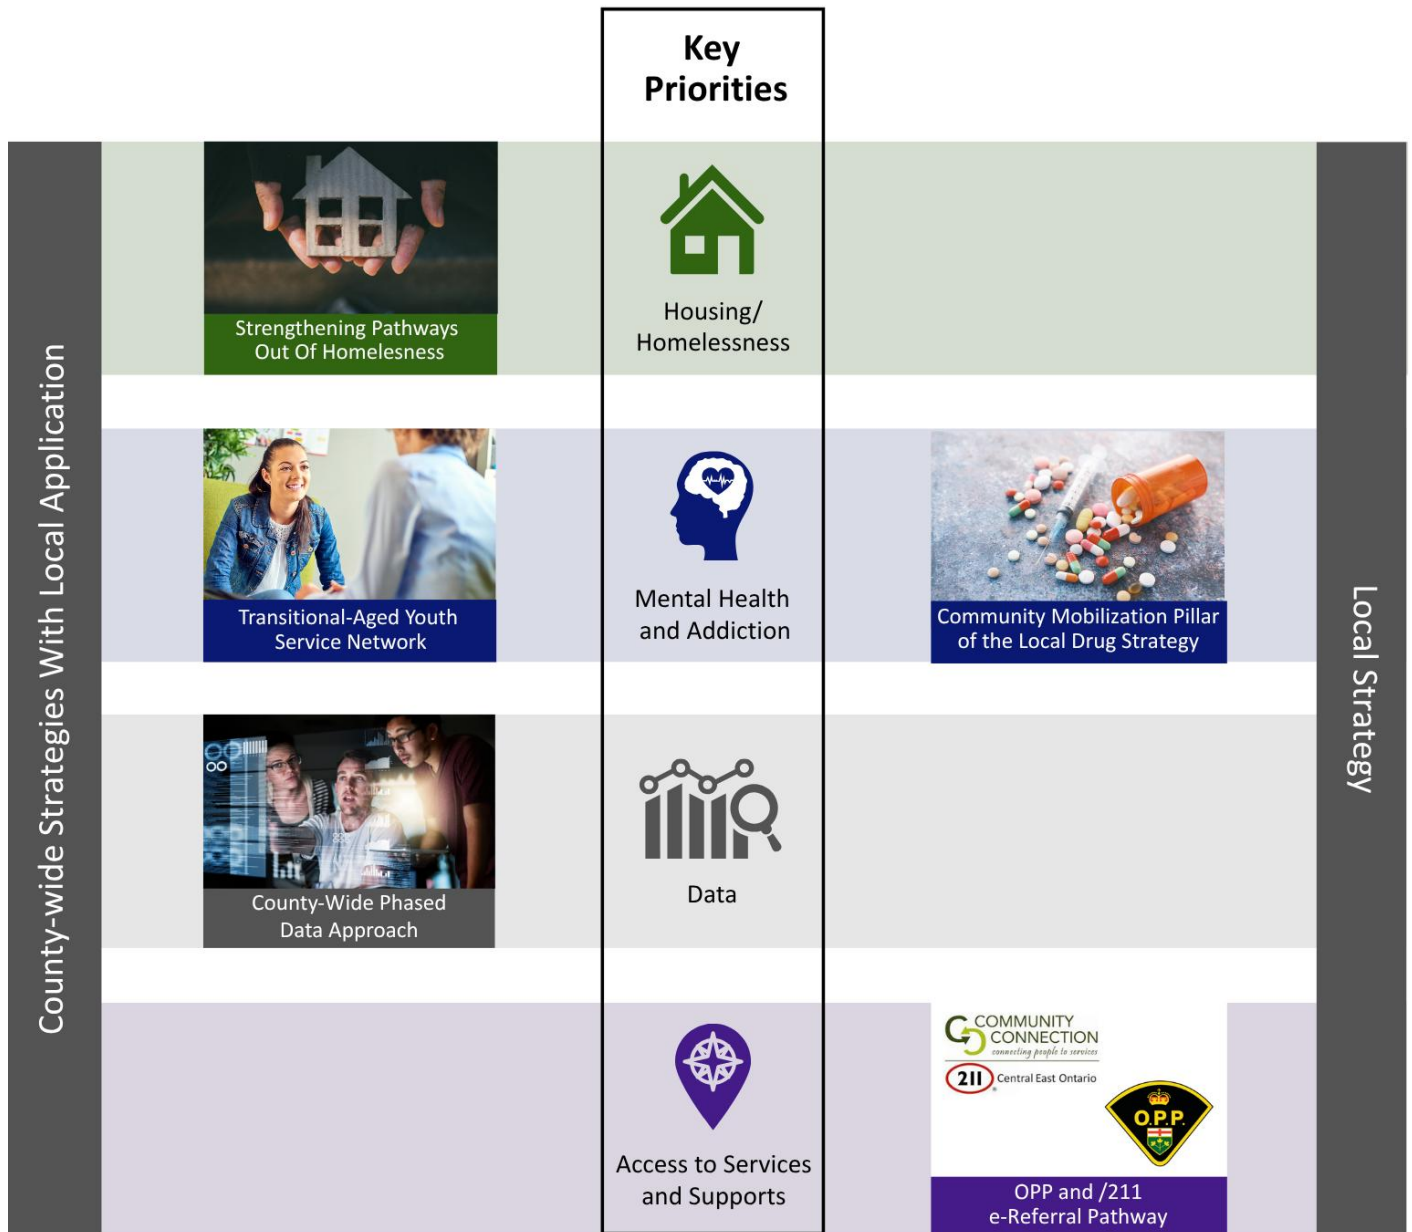 Key
Priorities
County-wide Strategies With Local Application
Strengthening Pathways
Out Of Homelesness
Housing/
Homelessness
Transitional-Aged Youth
Service Network
Mental Health
and Addiction
Community Mobilization Pillar
of the Local Drug Strategy
County-Wide Phased
Data Approach
Data
Access to Services
and Supports
COMMUNITY
CONNECTION
connecting people to services
211 Central East Ontario
O.P.P.
OPP and /211
e-Referral Pathway
Local Strategy